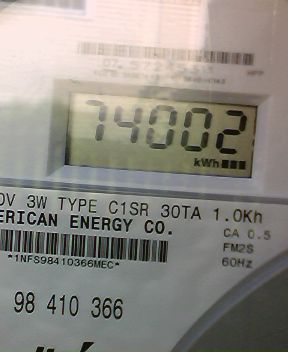 74002
kWh
0V 3W TYPE C1SR 30TA 1.0Kh
ERICAN ENERGY CO.
CA 0.5
FM2S
*1NFS98410366MEC*
60Hz
98 410 366